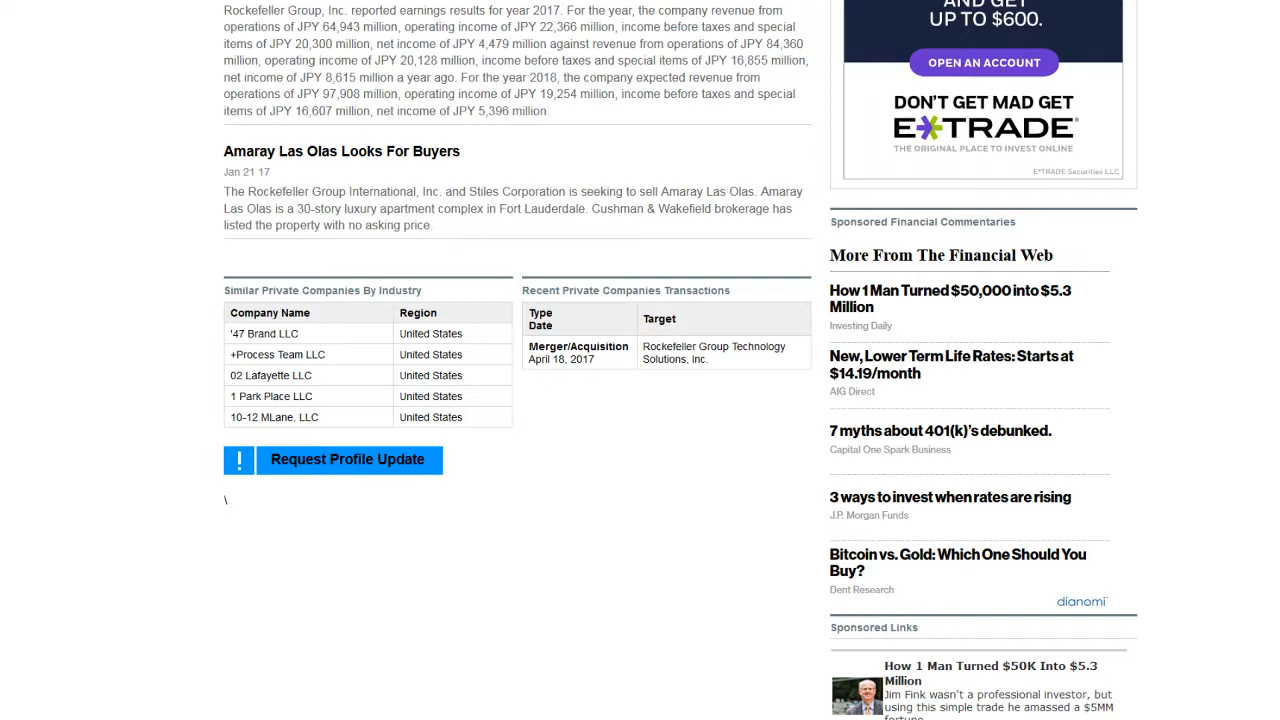 Rockefeller Group, Inc. reported earnings results for year 2017. For the year, the company revenue from
operations of JPY 64,943 million, operating income of JPY 22,366 million, income before taxes and special
items of JPY 20,300 million, net income of JPY 4,479 million against revenue from operations of JPY 84,360
million, operating income of JPY 20,128 million, income before taxes and special items of JPY 16,855 million,
net income of JPY 8,615 million a year ago. For the year 2018, the company expected revenue from
operations of JPY 97,908 million, operating income of JPY 19,254 million, income before taxes and special
items of JPY 16,607 million, net income of JPY 5,396 million.
Amaray Las Olas Looks For Buyers
Jan 21 17
The Rockefeller Group International, Inc. and Stiles Corporation is seeking to sell Amaray Las Olas. Amaray
Las Olas is a 30-story luxury apartment complex in Fort Lauderdale. Cushman & Wakefield brokerage has
listed the property with no asking price.
Similar Private Companies By Industry
Company Name Region
'47 Brand LLC United States
+Process Team LLC United States
02 Lafayette LLC United States
1 Park Place LLC United States
10-12 MLane, LLC United States
Recent Private Companies Transactions
Type
Date
Target
Merger/Acquisition
April 18, 2017
Rockefeller Group Technology
Solutions, Inc.
! Request Profile Update
\
AND GET
UP TO $600.
OPEN AN ACCOUNT
DON'T GET MAD GET
E*TRADE®
THE ORIGINAL PLACE TO INVEST ONLINE
E*TRADE Securities LLC
Sponsored Financial Commentaries
More From The Financial Web
How 1 Man Turned $50,000 into $5.3
Million
Investing Daily
New, Lower Term Life Rates: Starts at
$14.19/month
AIG Direct
7 myths about 401(k)'s debunked.
Capital One Spark Business
3 ways to invest when rates are rising
J.P. Morgan Funds
Bitcoin vs. Gold: Which One Should You
Buy?
Dent Research
dianomi
Sponsored Links
How 1 Man Turned $50K Into $5.3
Million
Jim Fink wasn't a professional investor, but
using this simple trade he amassed a $5MM
fortune